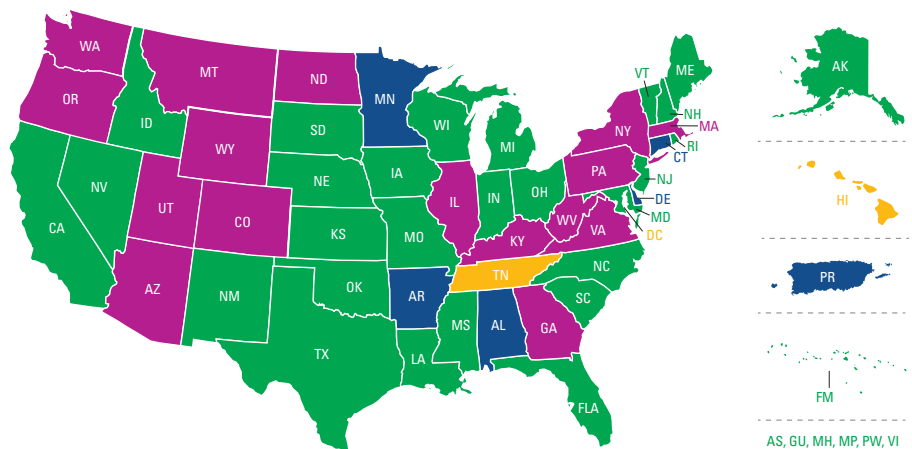 WA
MT
ND
MN
OR
ID
SD
WI
MI
VT
ME
NH
MA
NY
RI
CT
WY
NE
IA
PA
NJ
NV
UT
CO
IL
IN
OH
DE
MD
DC
CA
KS
MO
WV
VA
KY
AZ
NM
OK
AR
TN
NC
SC
MS
AL
GA
TX
LA
FLA
AK
HI
PR
FM
AS, GU, MH, MP, PW, VI